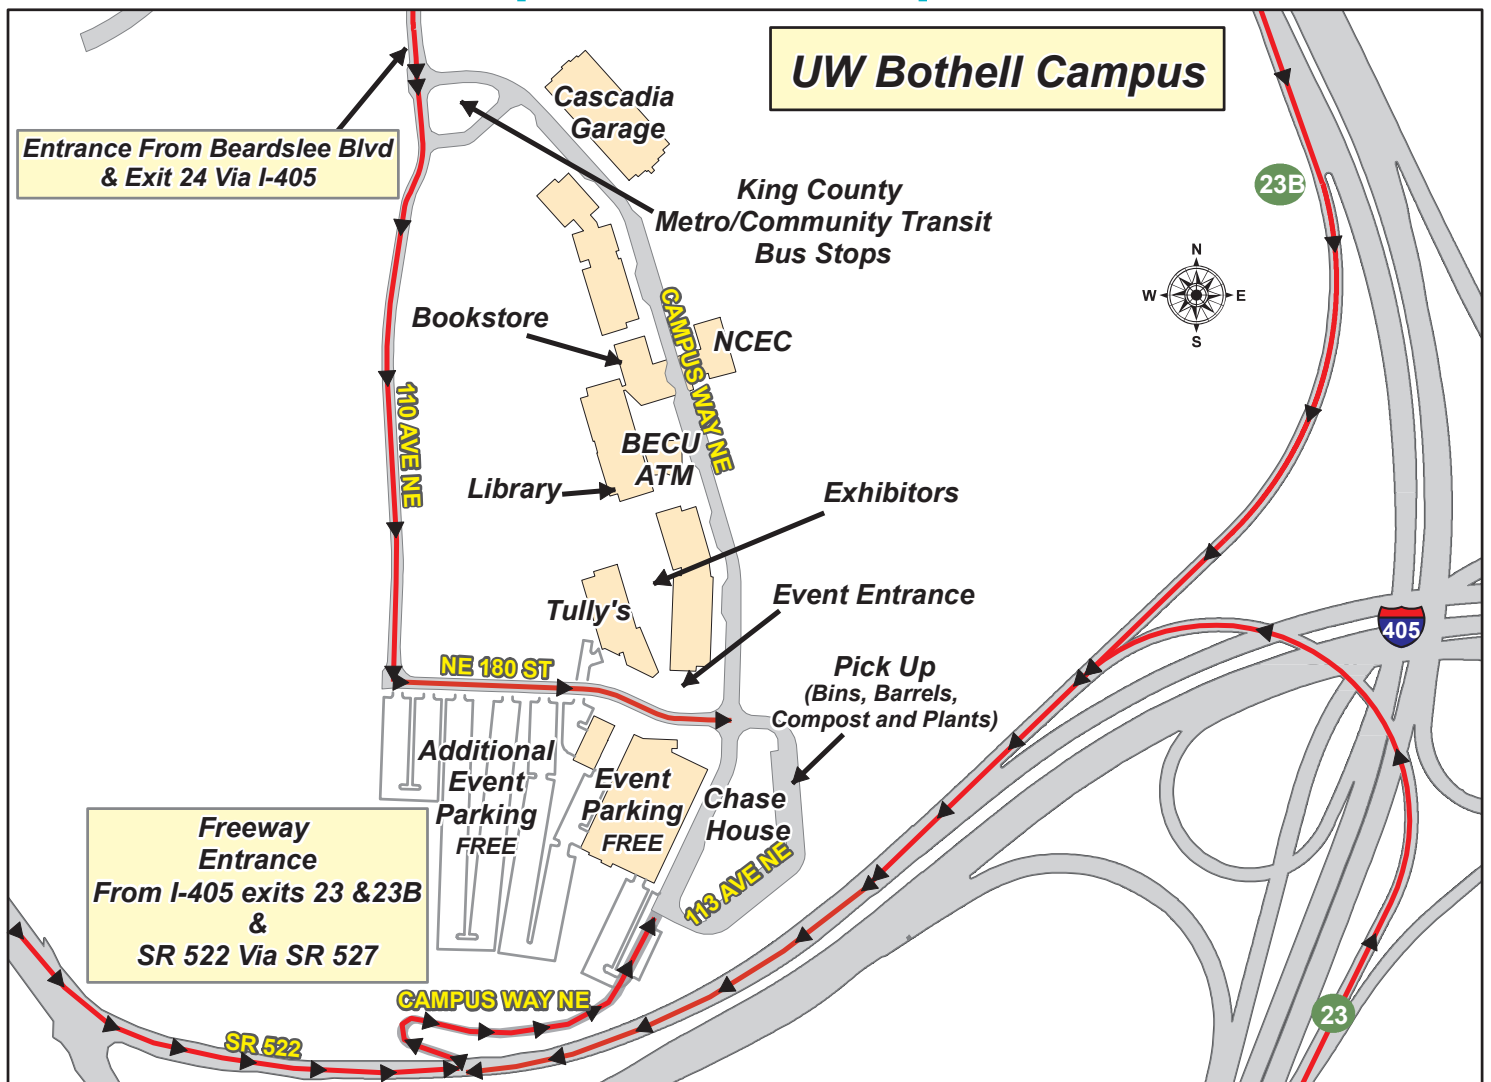 UW Bothell Campus
Cascadia
Garage
Entrance From Beardslee Blvd
& Exit 24 Via I-405
King County
Metro/Community Transit
Bus Stops
23B
N
W
E
S
Bookstore
CAMPUS WAY NE
NCEC
110 AVE NE
BECU
ATM
Library
Exhibitors
Tully's
Event Entrance
405
NE 180 ST
Pick Up
(Bins, Barrels,
Compost and Plants)
Additional
Event
Parking
FREE
Event
Parking
FREE
Chase
House
113 AVE NE
Freeway
Entrance
From I-405 exits 23 &23B
&
SR 522 Via SR 527
CAMPUS WAY NE
SR 522
23